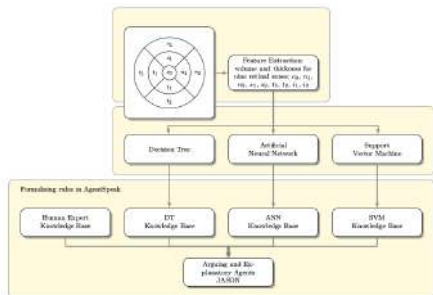 Feature Extraction:
volume and thickness for
nine retinal zones:
Decision Tree
Artificial
Neural Network
Support
Vector Machine
Formalising rules in AgentSpeak
Human Expert
Knowledge Base
DT
Knowledge Base
ANN
Knowledge Base
SVM
Knowledge Base
Arguing and Ex-
planatory Agents
JASON